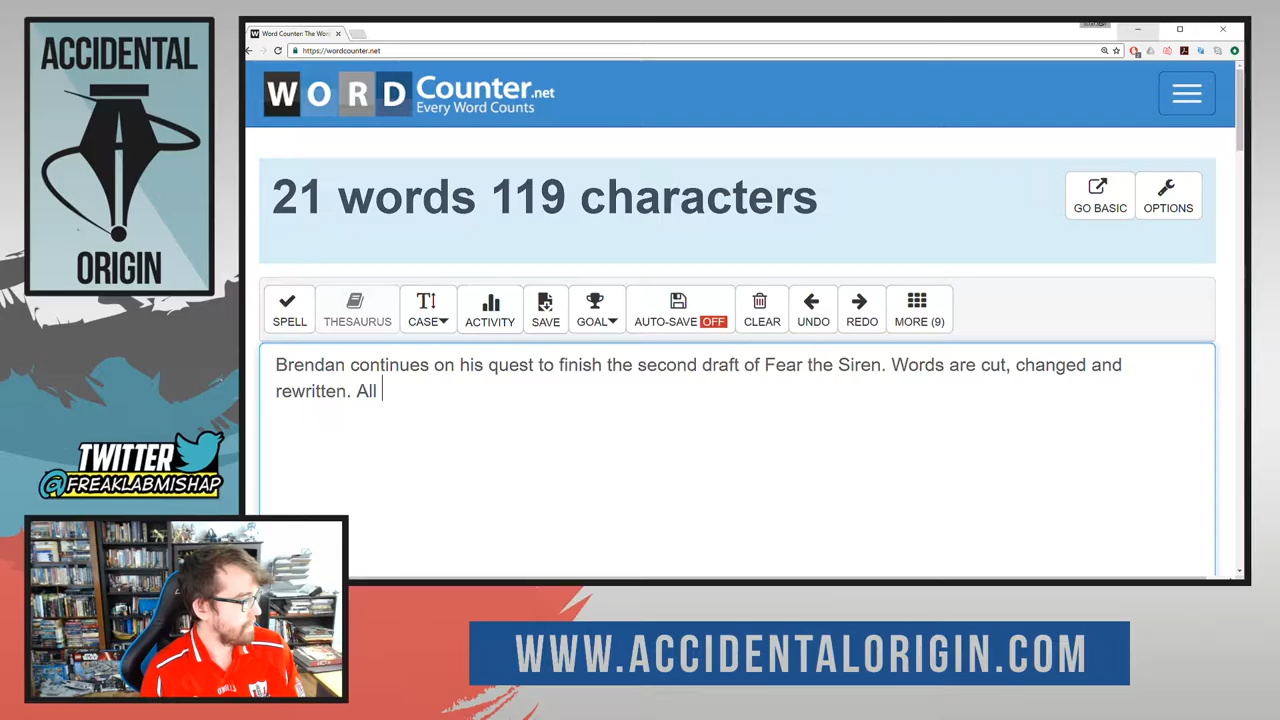 ACCIDENTAL
ORIGIN
Word Counter: The Wor
https://wordcounter.net
WORD Counter.net
Every Word Counts
21 words 119 characters
GO BASIC
OPTIONS
SPELL
THESAURUS
CASE
ACTIVITY
SAVE
GOAL
AUTO-SAVE OFF
CLEAR
UNDO
REDO
MORE (9)
Brendan continues on his quest to finish the second draft of Fear the Siren. Words are cut, changed and
rewritten. All
TWITTER
@FREAKLABMISHAP
WWW.ACCIDENTALORIGIN.COM